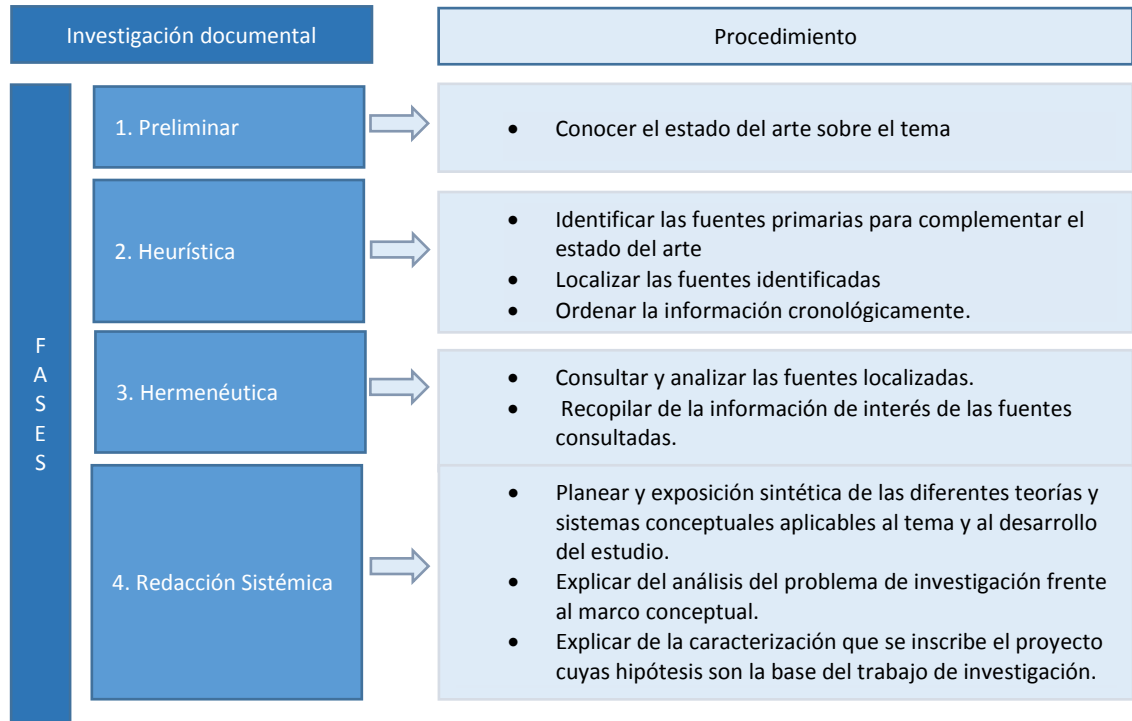 Investigación documental
Procedimiento
F
A
S
E
S
1. Preliminar
• Conocer el estado del arte sobre el tema
2. Heurística
• Identificar las fuentes primarias para complementar el
estado del arte
• Localizar las fuentes identificadas
• Ordenar la información cronológicamente.
3. Hermenéutica
• Consultar y analizar las fuentes localizadas.
• Recopilar de la información de interés de las fuentes
consultadas.
4. Redacción Sistémica
• Planear y exposición sintética de las diferentes teorías y
sistemas conceptuales aplicables al tema y al desarrollo
del estudio.
• Explicar del análisis del problema de investigación frente
al marco conceptual.
• Explicar de la caracterización que se inscribe el proyecto
cuyas hipótesis son la base del trabajo de investigación.